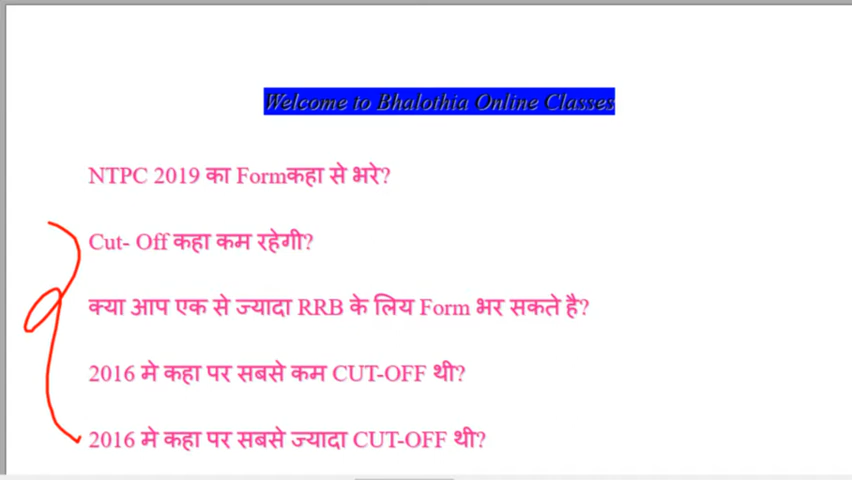 Welcome to Bhalothia Online Classes
NTPC 2019 का Formकहा से भरे?
Cut- Off कहा कम रहेगी?
क्या आप एक से ज्यादा RRB के लिय Form भर सकते है?
2016 मे कहा पर सबसे कम CUT-OFF थी?
2016 मे कहा पर सबसे ज्यादा CUT-OFF थी?